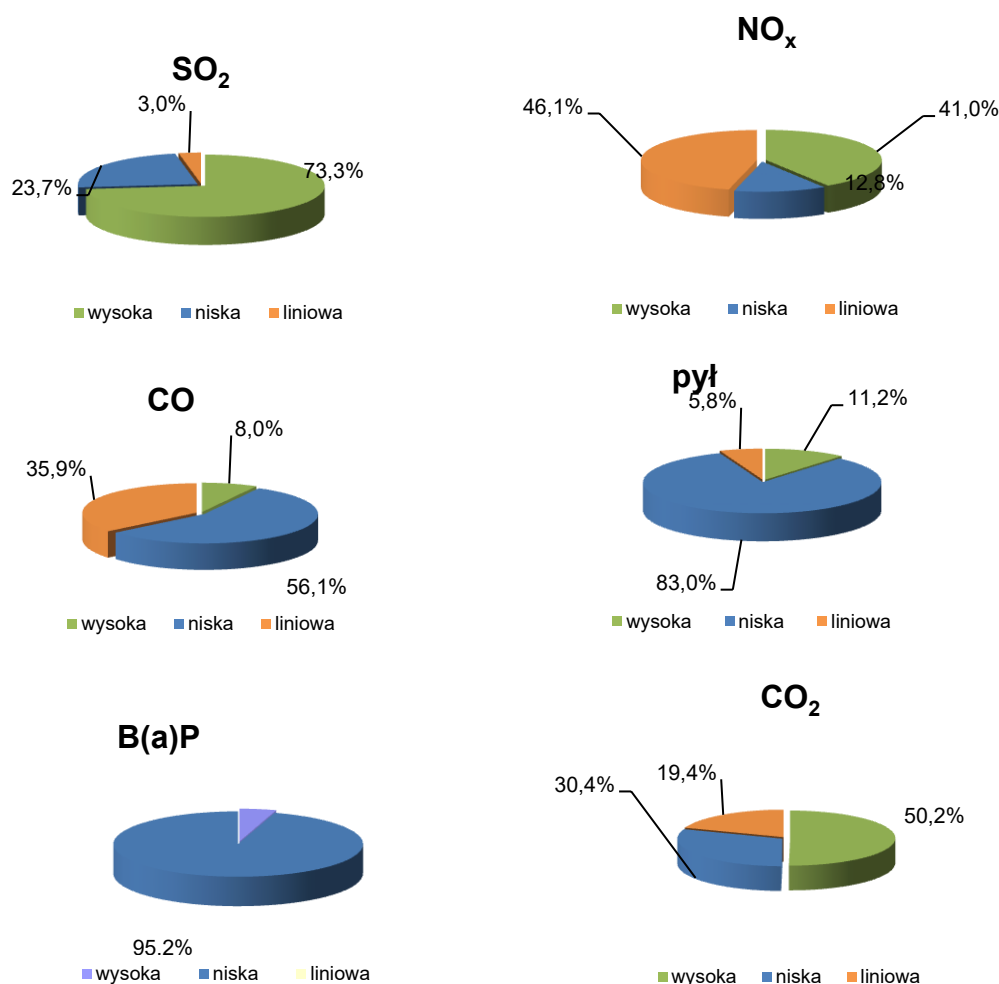 SO2
3,0%
73,3%
23,7%
wysoka niska liniowa
NOx
46,1%
41,0%
12,8%
wysoka niska liniowa
CO
8,0%
35,9%
56,1%
wysoka niska liniowa
pył
5,8%
11,2%
83,0%
wysoka niska liniowa
B(a)P
95.2%
wysoka niska liniowa
CO2
19,4%
30,4%
50,2%
wysoka niska liniowa